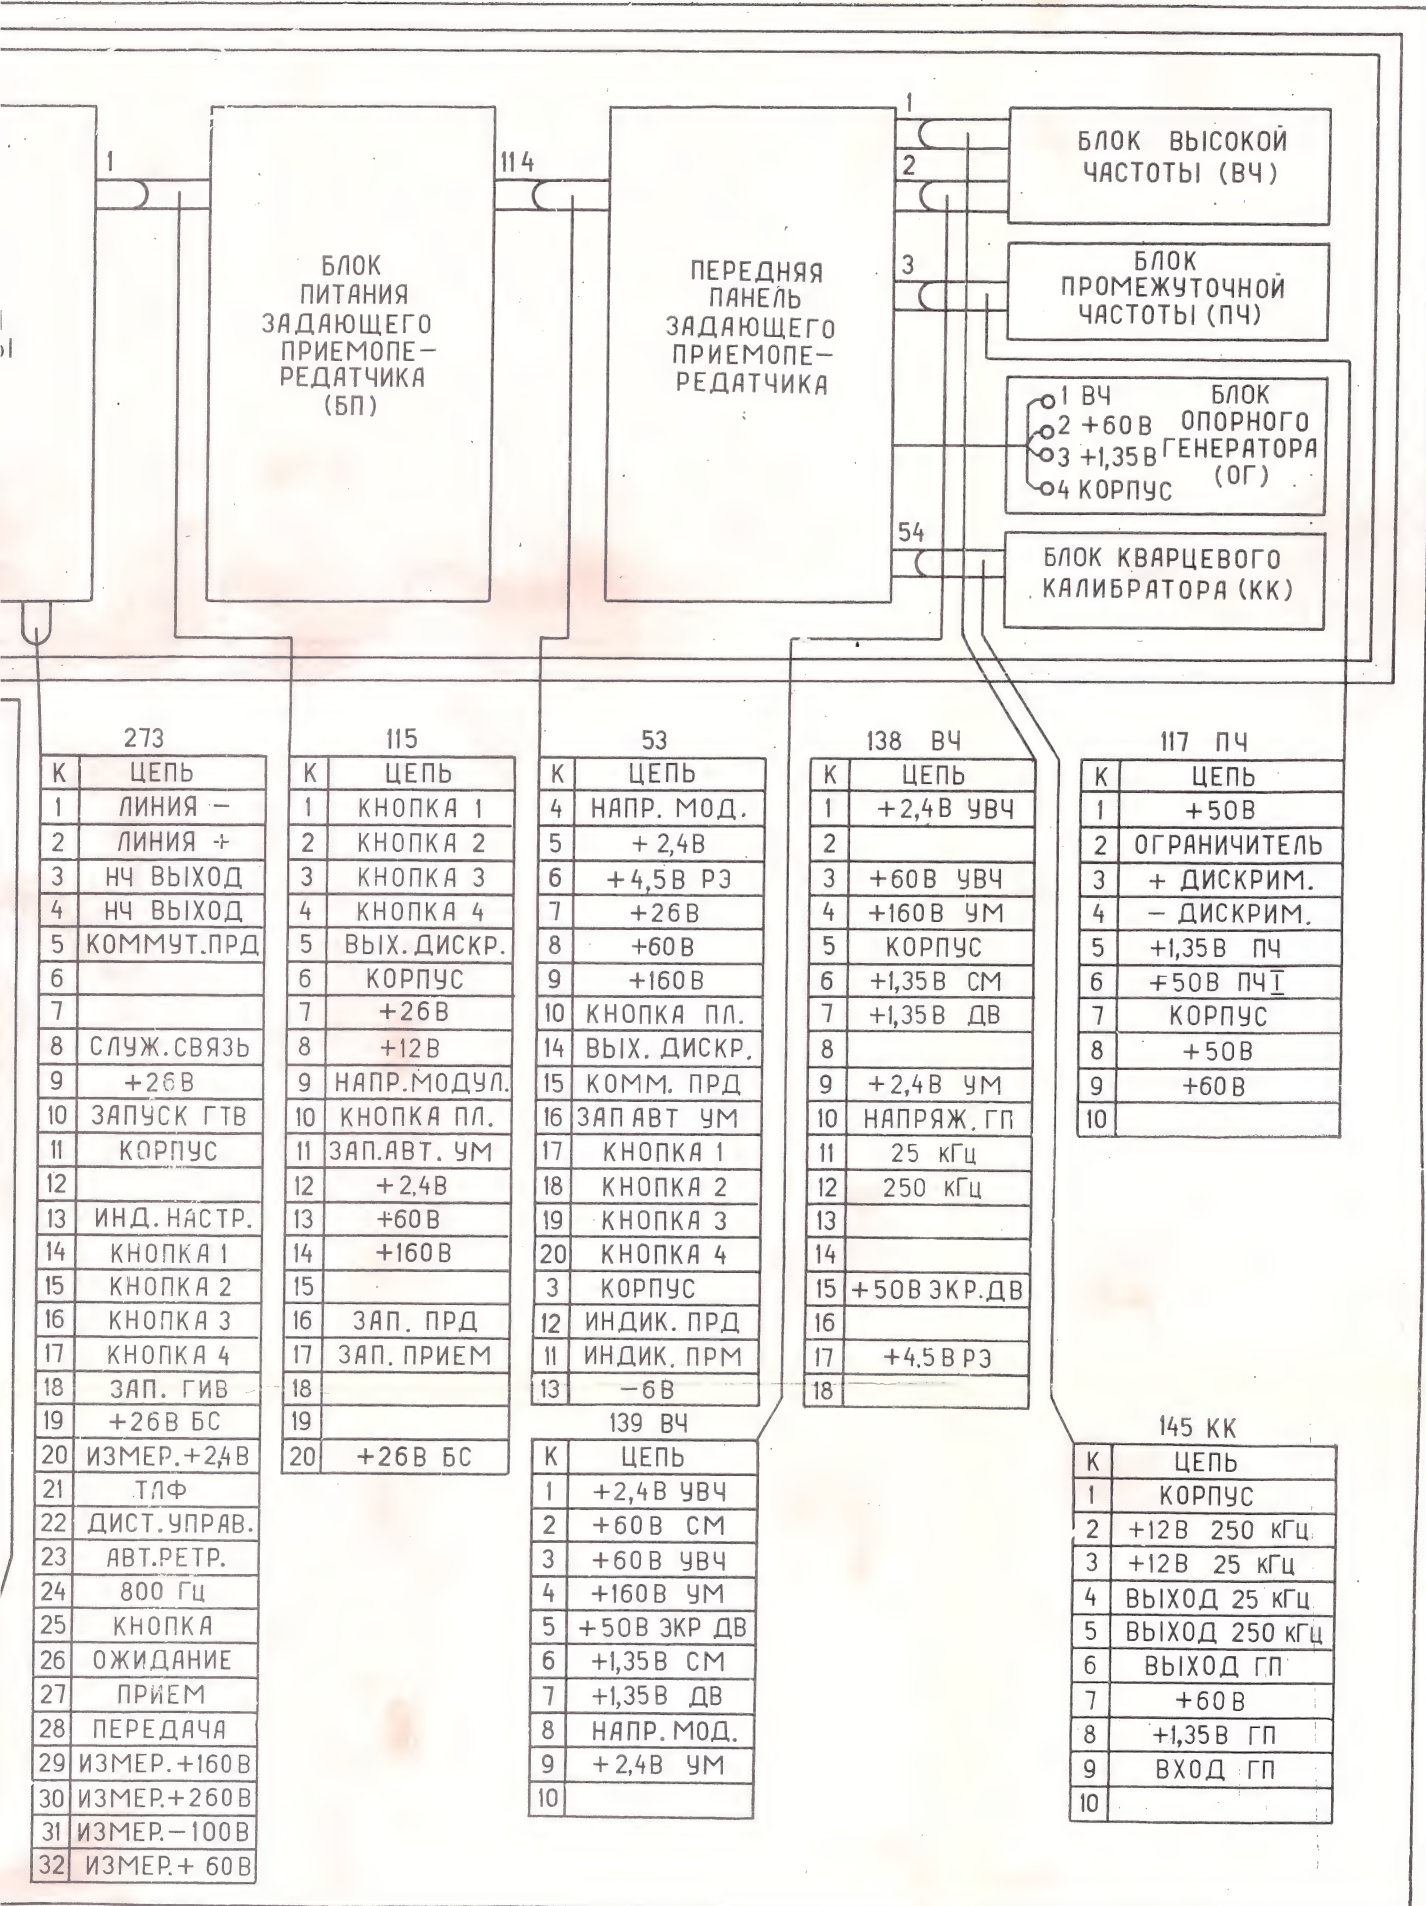 1
БЛОК ПИТАНИЯ ЗАДАЮЩЕГО ПРИЕМОПЕ–
РЕДАТЧИКА
(БП)
114
ПЕРЕДНЯЯ
ПАНЕЛЬ
ЗАДАЮЩЕГО
ПРИЕМОПЕ–
РЕДАТЧИКА
1
2
БЛОК ВЫСОКОЙ
ЧАСТОТЫ (ВЧ)
3
БЛОК
ПРОМЕЖУТОЧНОЙ
ЧАСТОТЫ (ПЧ)
1 ВЧ
2 +60В
3 +1,35В
4 КОРПУС
БЛОК
ОПОРНОГО
ГЕНЕРАТОРА
(ОГ)
54
БЛОК КВАРЦЕВОГО
КАЛИБРАТОРА (КК)
273
К ЦЕПЬ
1 ЛИНИЯ –
2 ЛИНИЯ +
3 НЧ ВЫХОД
4 НЧ ВЫХОД
5 КОММУТ.ПРД
6
7
8 СЛУЖ.СВЯЗЬ
9 +26В
10 ЗАПУСК ГТВ
11 КОРПУС
12
13 ИНД.НАСТР.
14 КНОПКА 1
15 КНОПКА 2
16 КНОПКА 3
17 КНОПКА 4
18 ЗАП. ГИВ
19 +26В БС
20 ИЗМЕР.+2,4В
21 ТЛФ
22 ДИСТ.УПРАВ.
23 АВТ.РЕТР.
24 800 Гц
25 КНОПКА
26 ОЖИДАНИЕ
27 ПРИЕМ
28 ПЕРЕДАЧА
29 ИЗМЕР.+160В
30 ИЗМЕР.+260В
31 ИЗМЕР.–100В
32 ИЗМЕР.+ 60В
115
К ЦЕПЬ
1 КНОПКА 1
2 КНОПКА 2
3 КНОПКА 3
4 КНОПКА 4
5 ВЫХ.ДИСКР.
6 КОРПУС
7 +26В
8 +12В
9 НАПР.МОДУЛ.
10 КНОПКА ПЛ.
11 ЗАП.АВТ. УМ
12 +2,4В
13 +60В
14 +160В
15
16 ЗАП. ПРД
17 ЗАП. ПРИЕМ
18
19
20 +26В БС
53
К ЦЕПЬ
4 НАПР. МОД.
5 + 2,4В
6 +4,5В РЭ
7 +26В
8 +60В
9 +160В
10 КНОПКА ПЛ.
14 ВЫХ. ДИСКР.
15 КОММ. ПРД
16 ЗАП АВТ УМ
17 КНОПКА 1
18 КНОПКА 2
19 КНОПКА 3
20 КНОПКА 4
3 КОРПУС
12 ИНДИК. ПРД
11 ИНДИК. ПРМ
13 –6В
139 ВЧ
К ЦЕПЬ
1 +2,4В УВЧ
2 +60В СМ
3 +60В УВЧ
4 +160В УМ
5 +50В ЭКР ДВ
6 +1,35В СМ
7 +1,35В ДВ
8 НАПР. МОД.
9 +2,4В УМ
10
138 ВЧ
К ЦЕПЬ
1 +2,4В УВЧ
2
3 +60В УВЧ
4 +160В УМ
5 КОРПУС
6 +1,35В СМ
7 +1,35В ДВ
8
9 +2,4В УМ
10 НАПРЯЖ. ГП
11 25 кГц
12 250 кГц
13
14
15 +50В ЭКР.ДВ
16
17 +4,5В РЭ
18
117 ПЧ
К ЦЕПЬ
1 +50В
2 ОГРАНИЧИТЕЛЬ
3 + ДИСКРИМ.
4 – ДИСКРИМ.
5 +1,35В ПЧ
6 +50В ПЧ I
7 КОРПУС
8 +50В
9 +60В
10
145 КК
К ЦЕПЬ
1 КОРПУС
2 +12В 250 кГц
3 +12В 25 кГц
4 ВЫХОД 25 кГц
5 ВЫХОД 250 кГц
6 ВЫХОД ГП
7 +60В
8 +1,35В ГП
9 ВХОД ГП
10